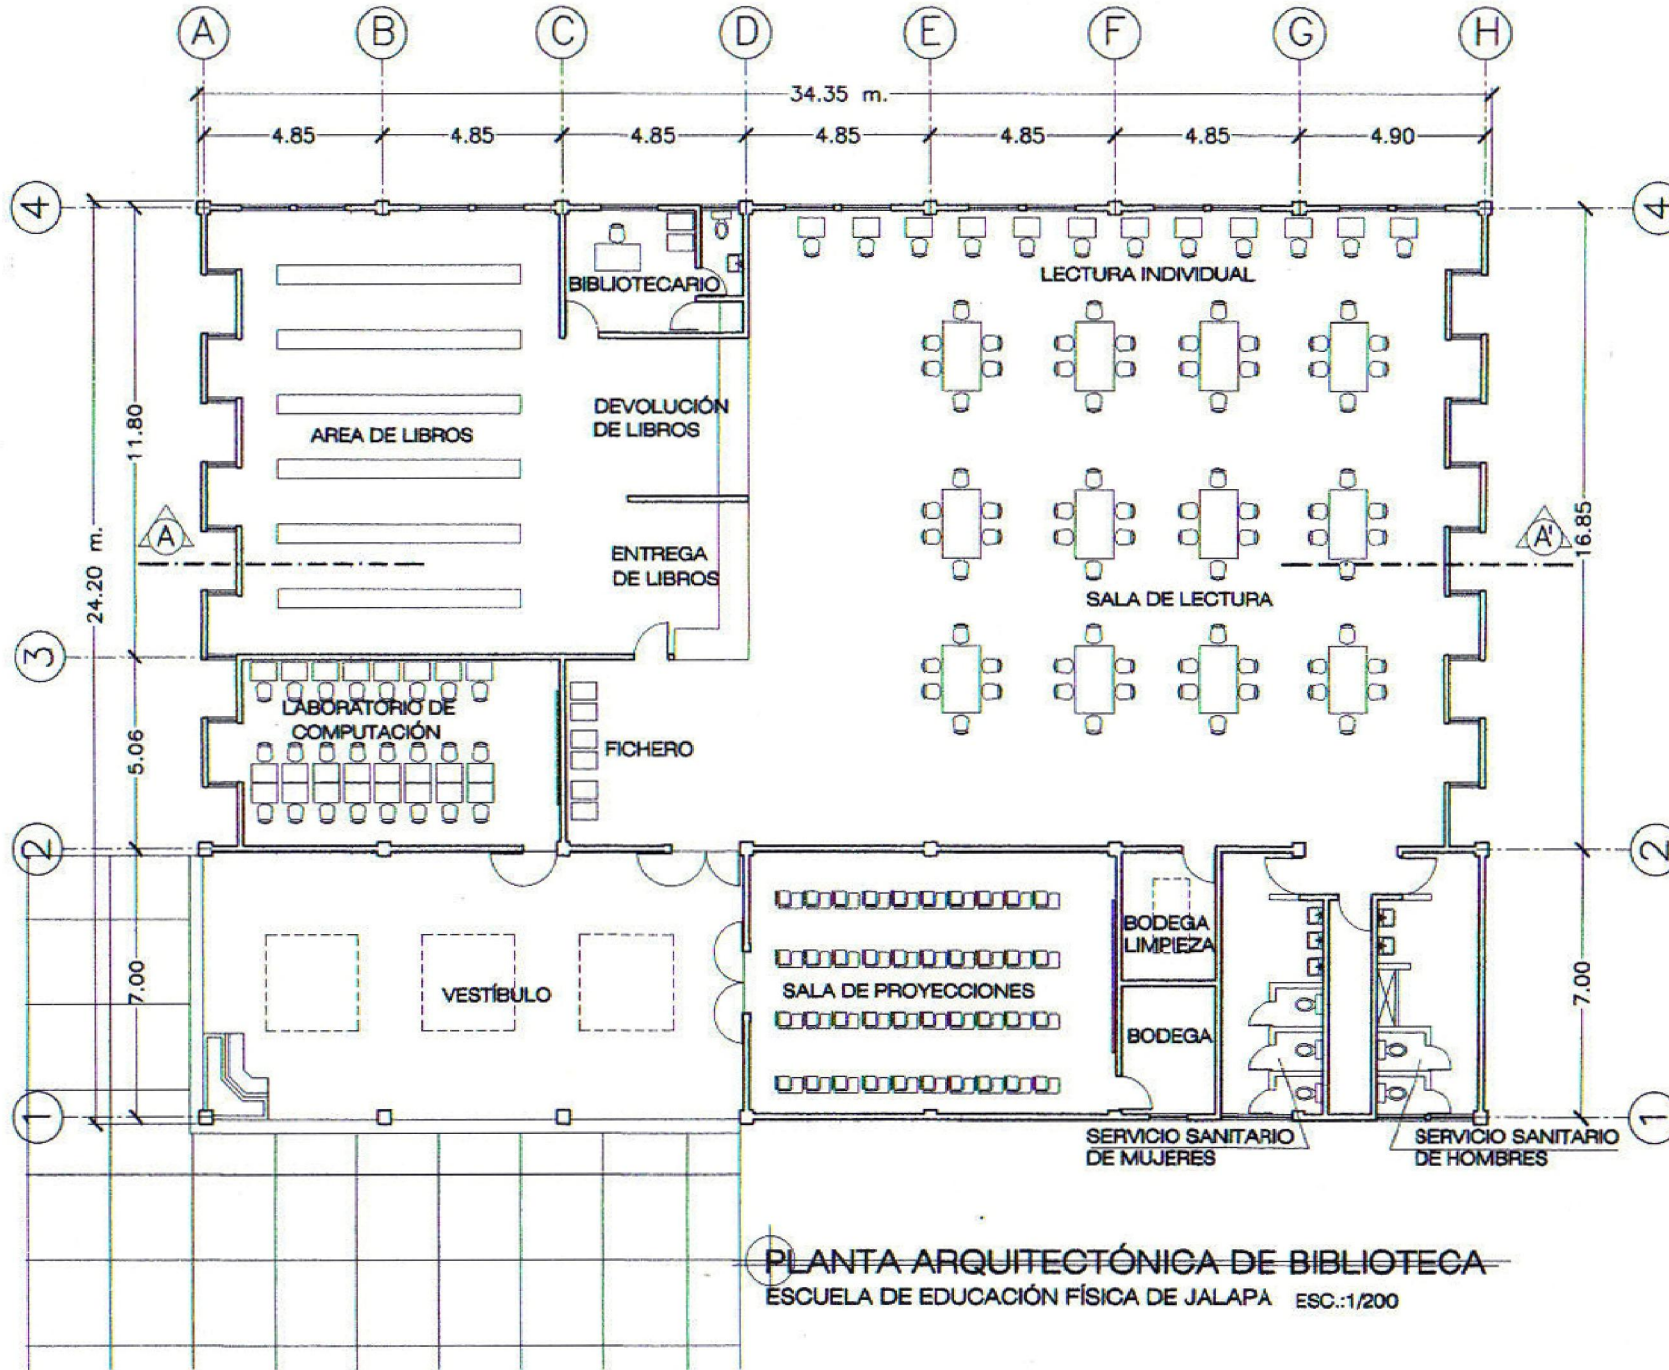 A B C D E F G H
34.35 m.
4.85 4.85 4.85 4.85 4.85 4.85 4.90
4 4
LECTURA INDIVIDUAL
BIBLIOTECARIO
11.80
DEVOLUCIÓN
DE LIBROS
AREA DE LIBROS
24.20 m.
16.85
A A'
ENTREGA
DE LIBROS
SALA DE LECTURA
3
LABORATORIO DE
COMPUTACIÓN
5.06
FICHERO
2 2
BODEGA
LIMPIEZA
7.00
VESTÍBULO
SALA DE PROYECCIONES
7.00
BODEGA
1 1
SERVICIO SANITARIO
DE MUJERES
SERVICIO SANITARIO
DE HOMBRES
PLANTA ARQUITECTÓNICA DE BIBLIOTECA
ESCUELA DE EDUCACIÓN FÍSICA DE JALAPA ESC.:1/200